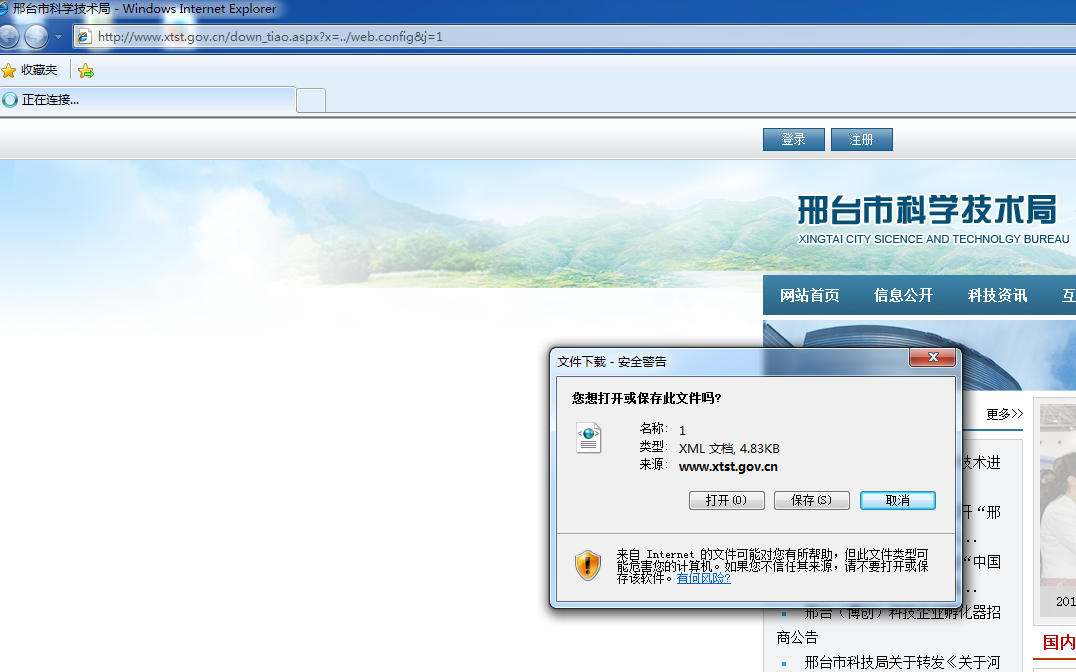 邢台市科学技术局 - Windows Internet Explorer
http://www.xtst.gov.cn/down_tiao.aspx?x=../web.config&j=1
收藏夹
正在连接...
登录 注册
邢台市科学技术局
XINGTAI CITY SICENCE AND TECHNOLGY BUREAU
网站首页 信息公开 科技资讯 互
文件下载 - 安全警告
您想打开或保存此文件吗?
名称: 1
类型: XML 文档, 4.83KB
来源: www.xtst.gov.cn
打开(O) 保存(S) 取消
来自 Internet 的文件可能对您有所帮助，但此文件类型可
能危害您的计算机。如果您不信任其来源，请不要打开或保
存该软件。有何风险?
更多>>
技术进
开“邢
..
“中国
..
邢台（博创）科技企业孵化器招
商公告
邢台市科技局关于转发《关于河
201
国内